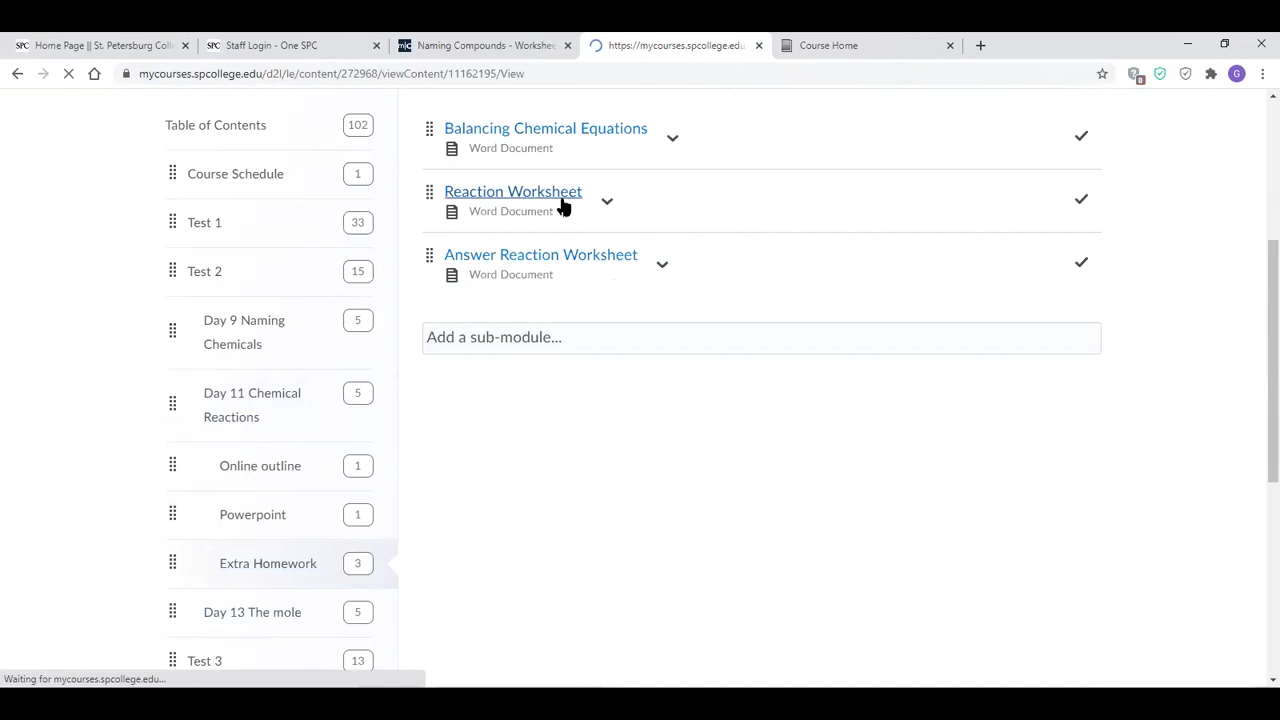 SPC Home Page || St. Petersburg Coll
SPC Staff Login - One SPC
Naming Compounds - Workshee
https://mycourses.spcollege.edu
Course Home
mycourses.spcollege.edu/d2l/le/content/272968/viewContent/11162195/View
0
G
Table of Contents 102
Course Schedule 1
Test 1 33
Test 2 15
Day 9 Naming 5
Chemicals
Day 11 Chemical 5
Reactions
Online outline 1
Powerpoint 1
Extra Homework 3
Day 13 The mole 5
Test 3 13
Balancing Chemical Equations
Word Document
Reaction Worksheet
Word Document
Answer Reaction Worksheet
Word Document
Add a sub-module...
Waiting for mycourses.spcollege.edu...